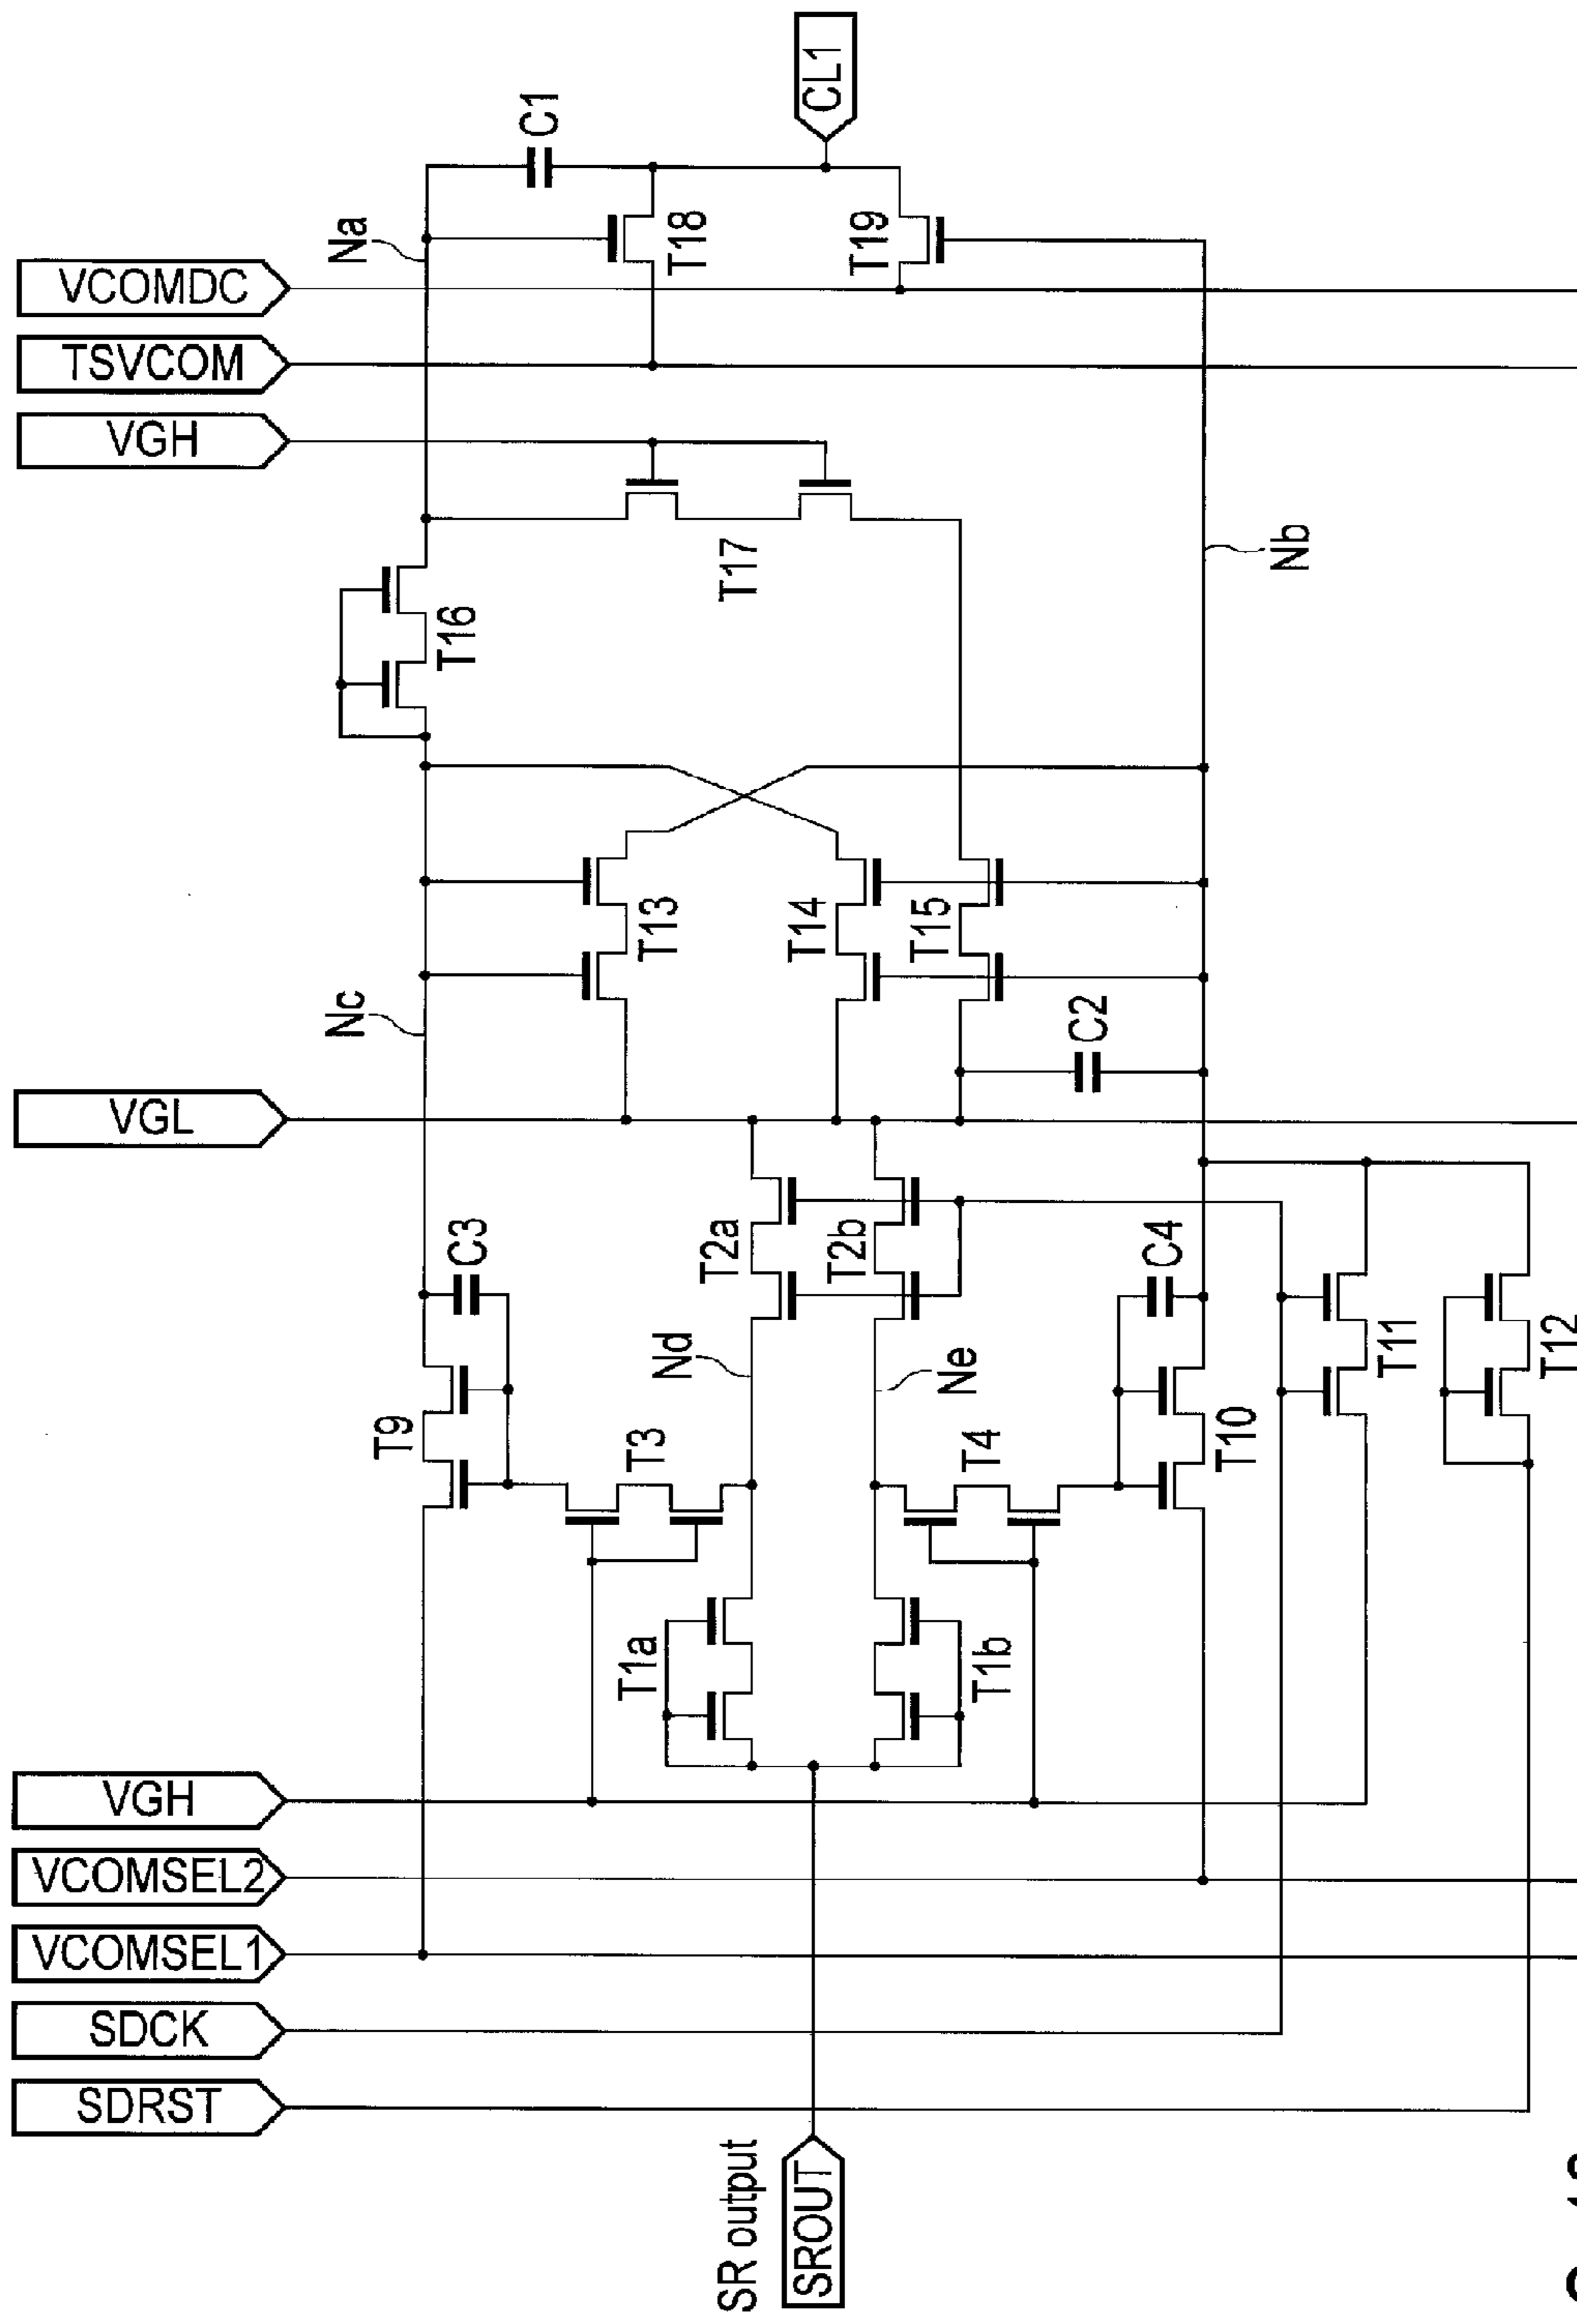 VCOMDC
TSVCOM
VGH
VGL
VGH
VCOMSEL2
VCOMSEL1
SDCK
SDRST
SR output
SROUT
CL1
C1
Na
T18
T19
T16
T17
Nb
T13
T14
T15
Nc
C2
C3
T2a
T2b
C4
T9
Nd
Ne
T11
T12
T3
T4
T10
T1a
T1b